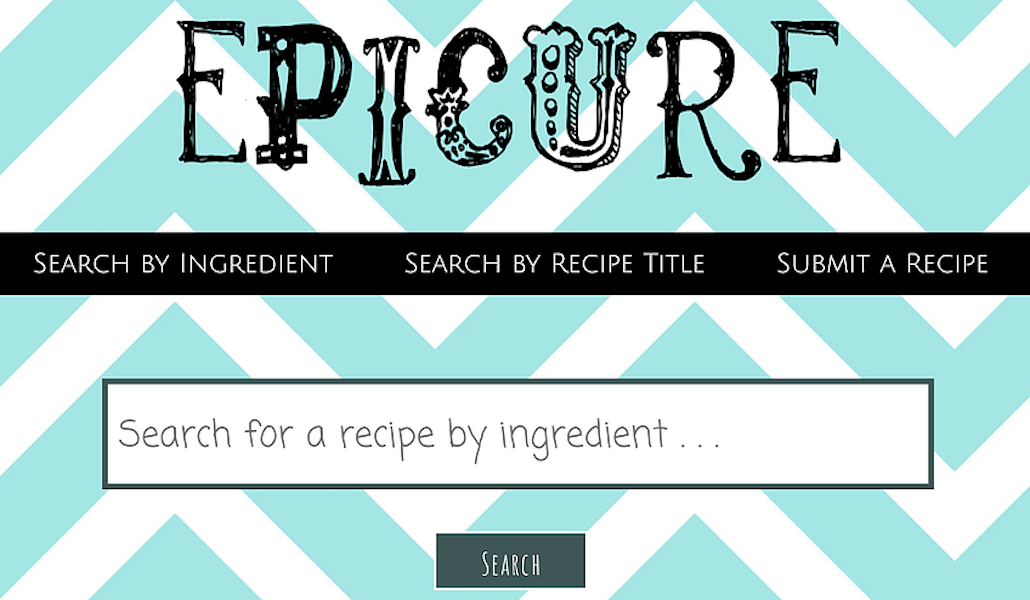 EPICURE
Search by Ingredient Search by Recipe Title Submit a Recipe
Search for a recipe by ingredient . . .
Search